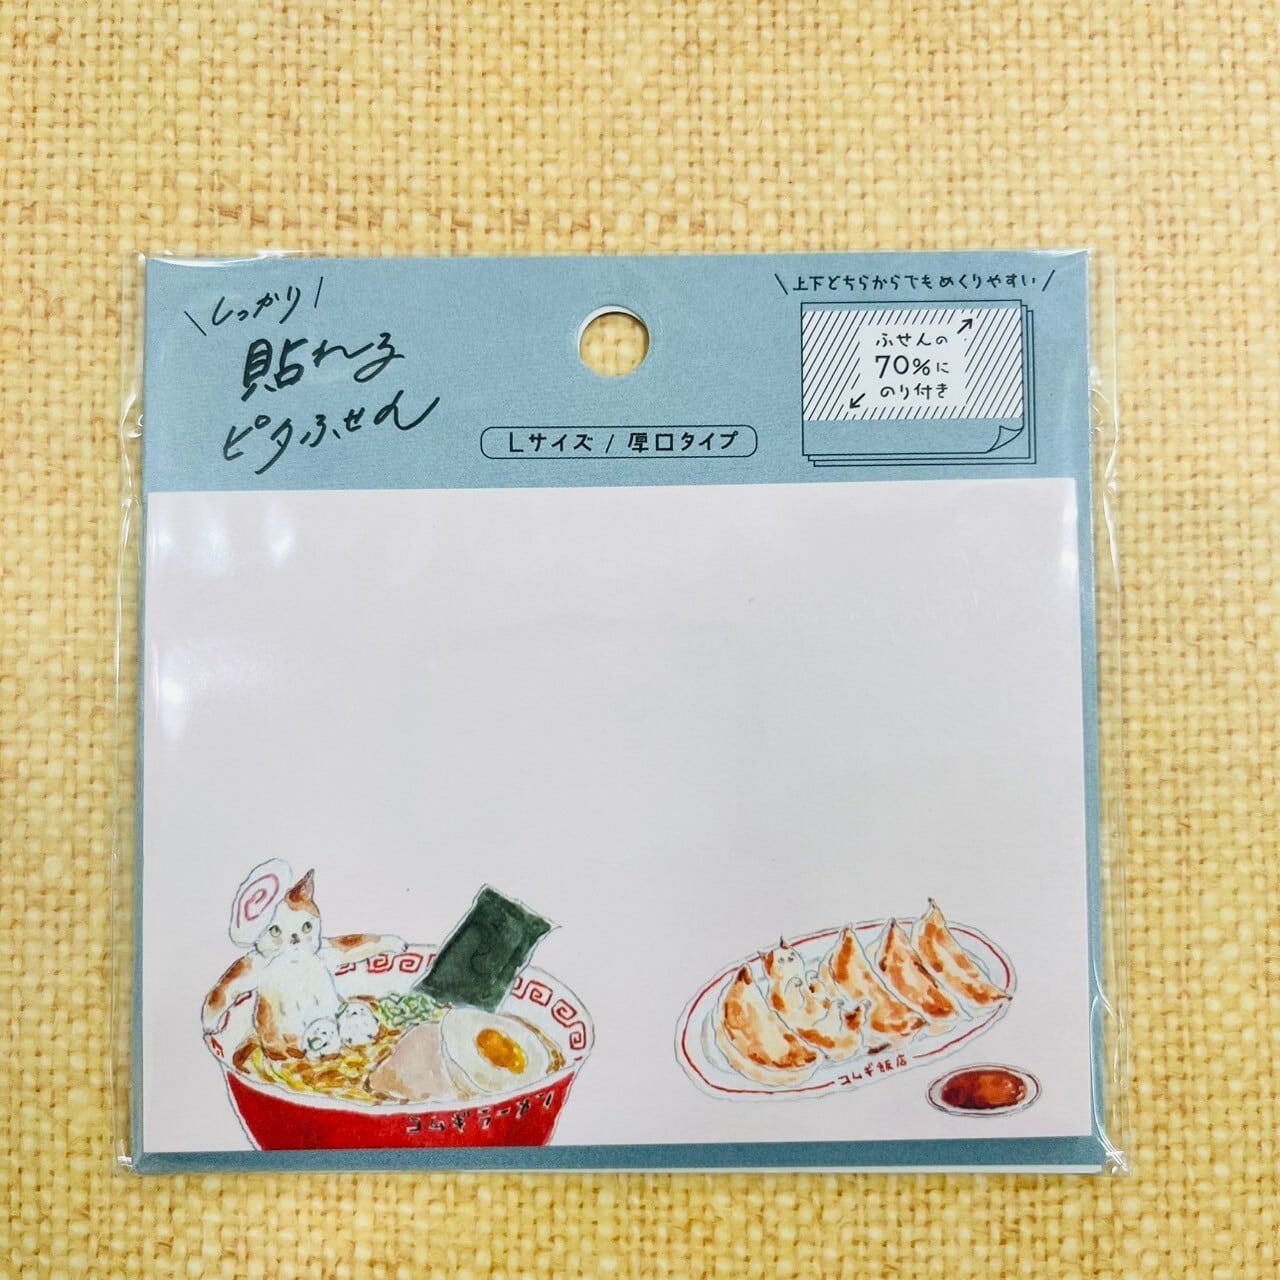 \しっかり/
貼れる
ピタふせん
Lサイズ / 厚口タイプ
\上下どちらからでもめくりやすい/
ふせんの
70%に
のり付き
コムギラーメン
コムギ飯店